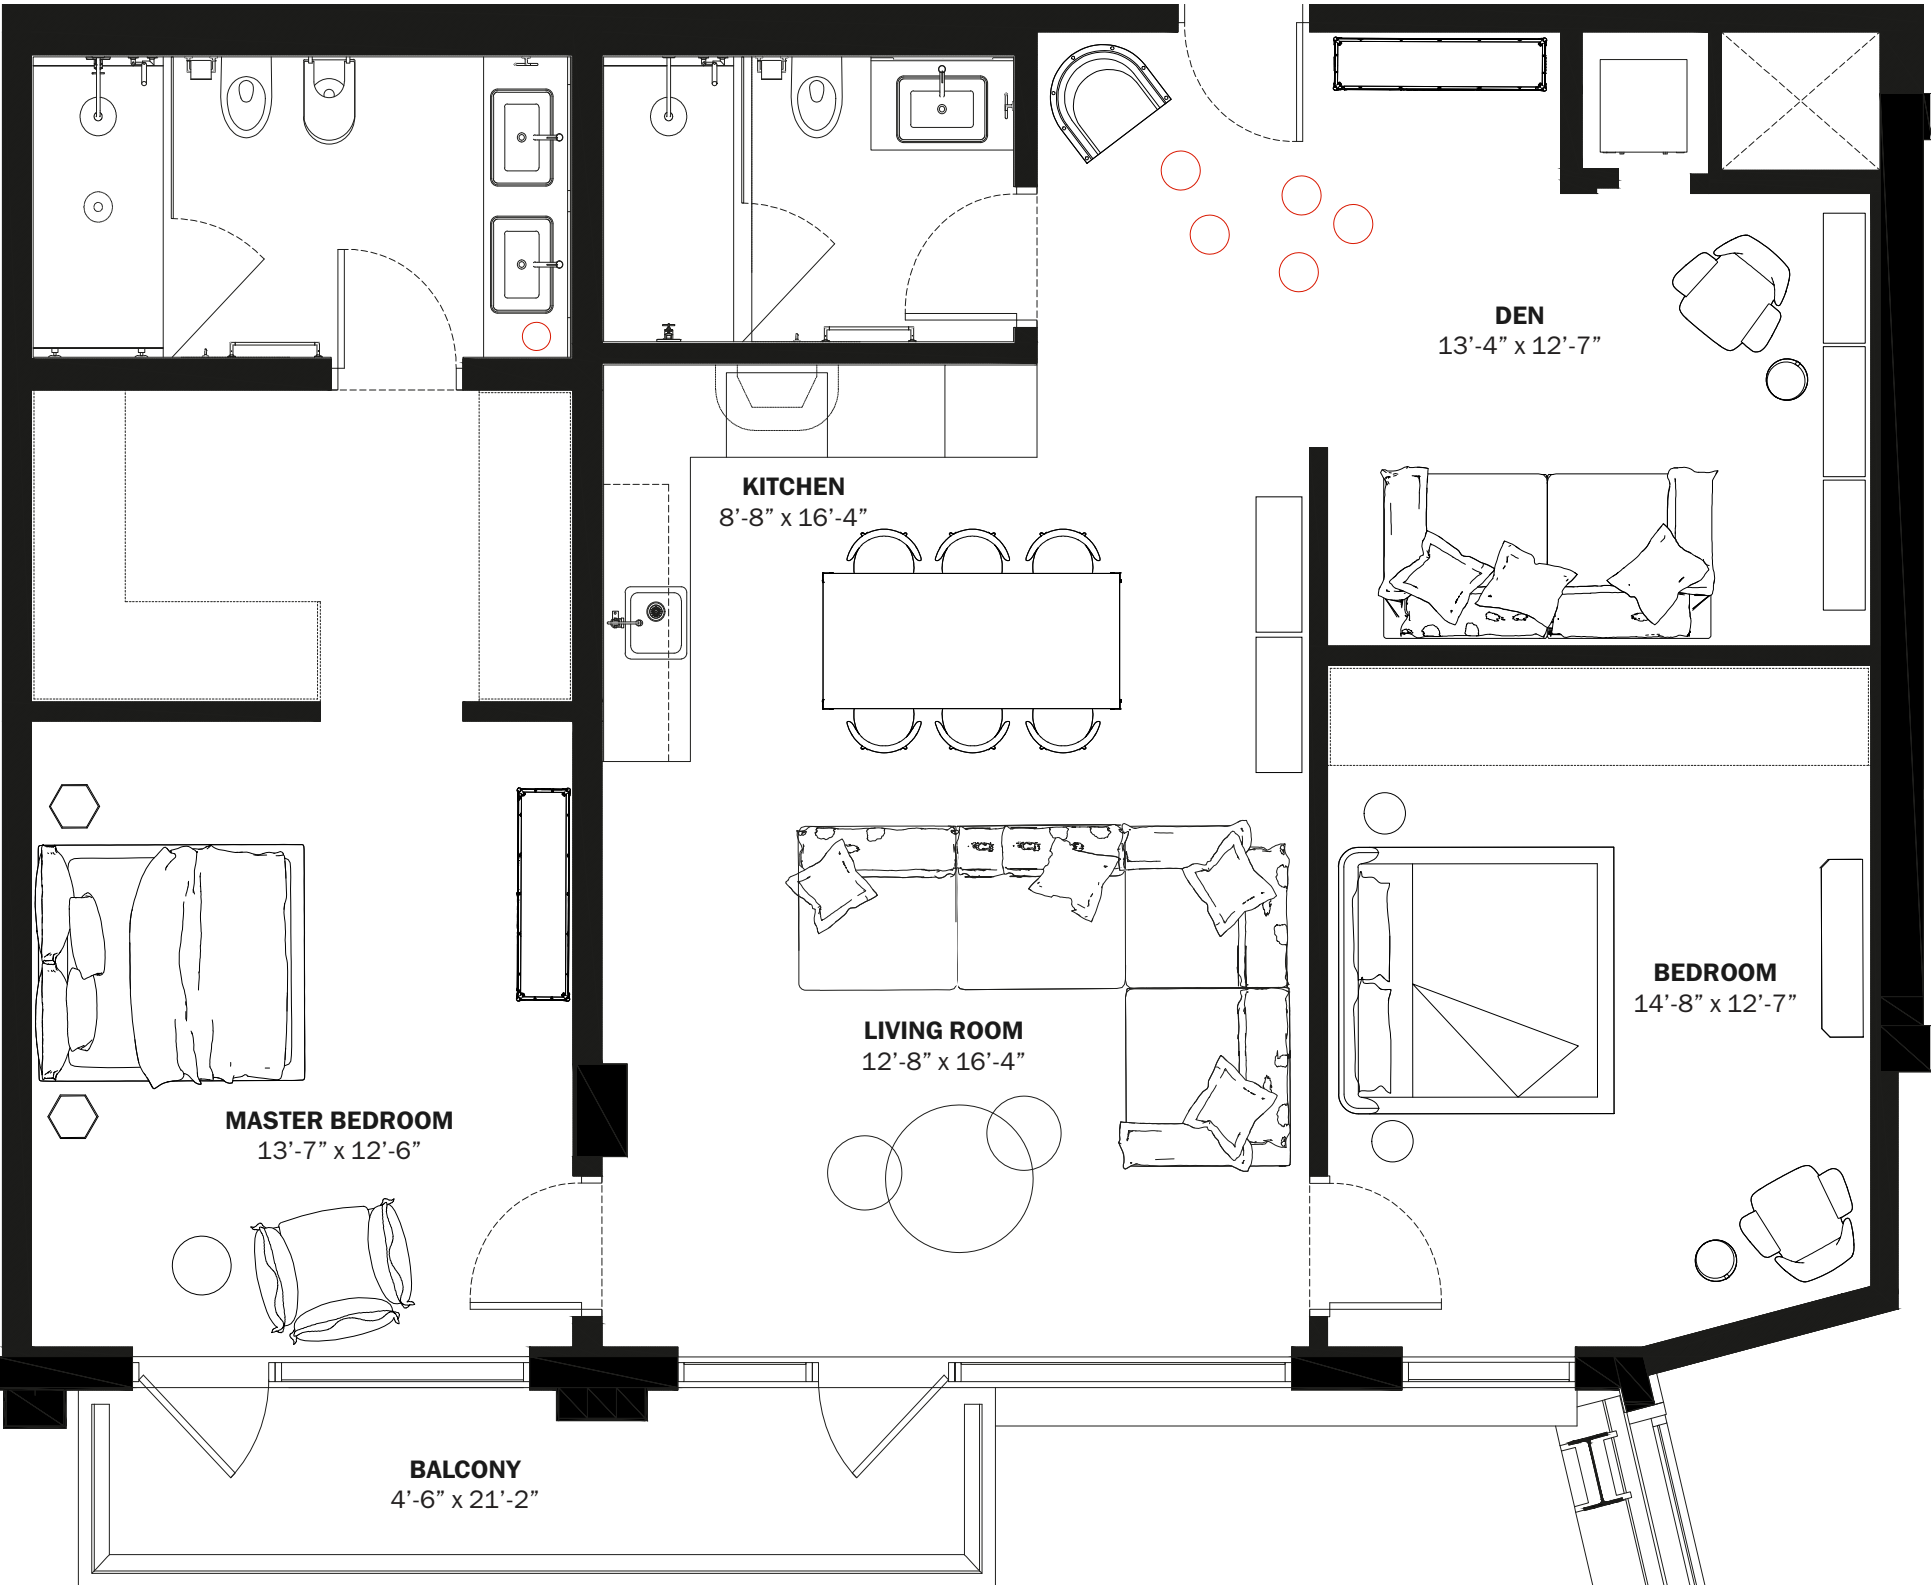 DEN
13’-4” x 12’-7”
KITCHEN
8’-8” x 16’-4”
BEDROOM
14’-8” x 12’-7”
LIVING ROOM
12’-8” x 16’-4”
MASTER BEDROOM
13’-7” x 12’-6”
BALCONY
4’-6” x 21’-2”